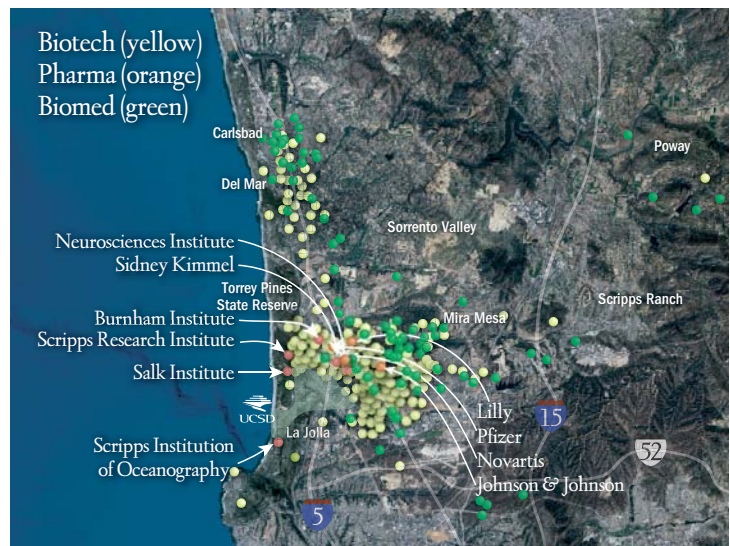 Biotech (yellow)
Pharma (orange)
Biomed (green)
Carlsbad
Poway
Del Mar
Sorrento Valley
Neurosciences Institute
Sidney Kimmel
Torrey Pines
State Reserve
Scripps Ranch
Burnham Institute
Mira Mesa
Scripps Research Institute
Salk Institute
UCSD
La Jolla
Lilly
15
Pfizer
Scripps Institution
of Oceanography
52
Novartis
Johnson & Johnson
5